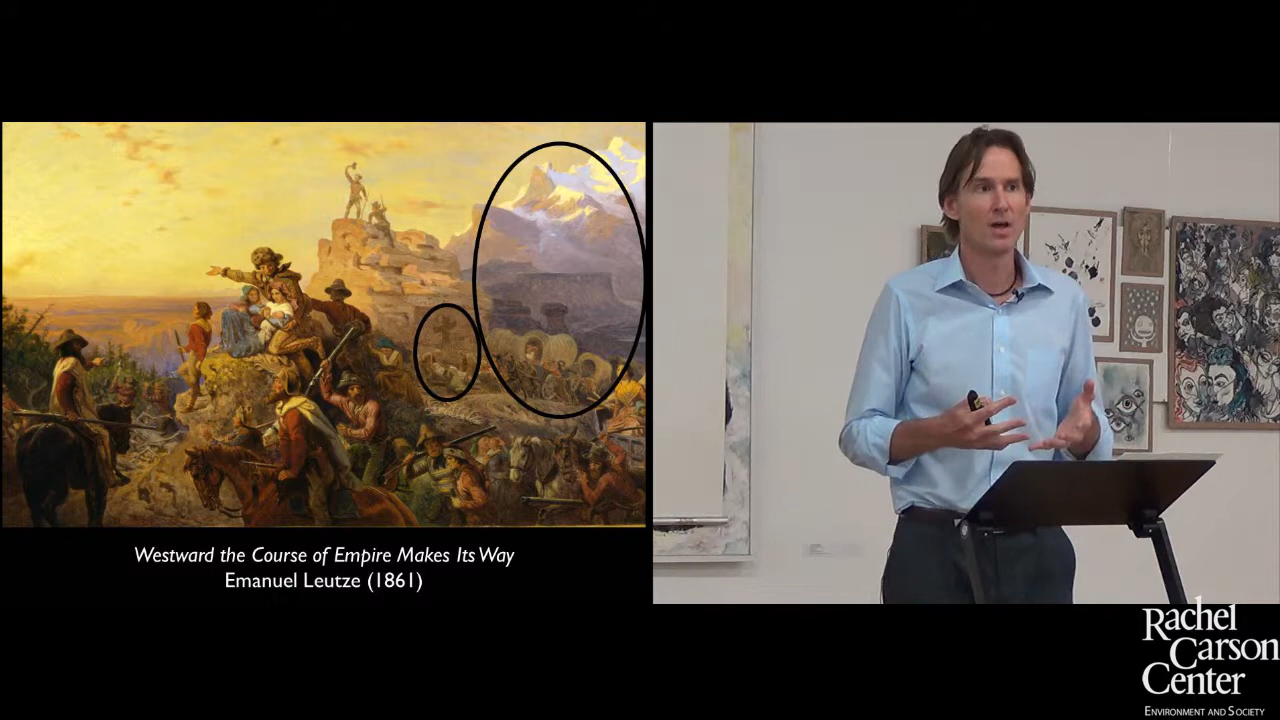 Westward the Course of Empire Makes Its Way
Emanuel Leutze (1861)
Rachel
Carson
Center
ENVIRONMENT AND SOCIETY